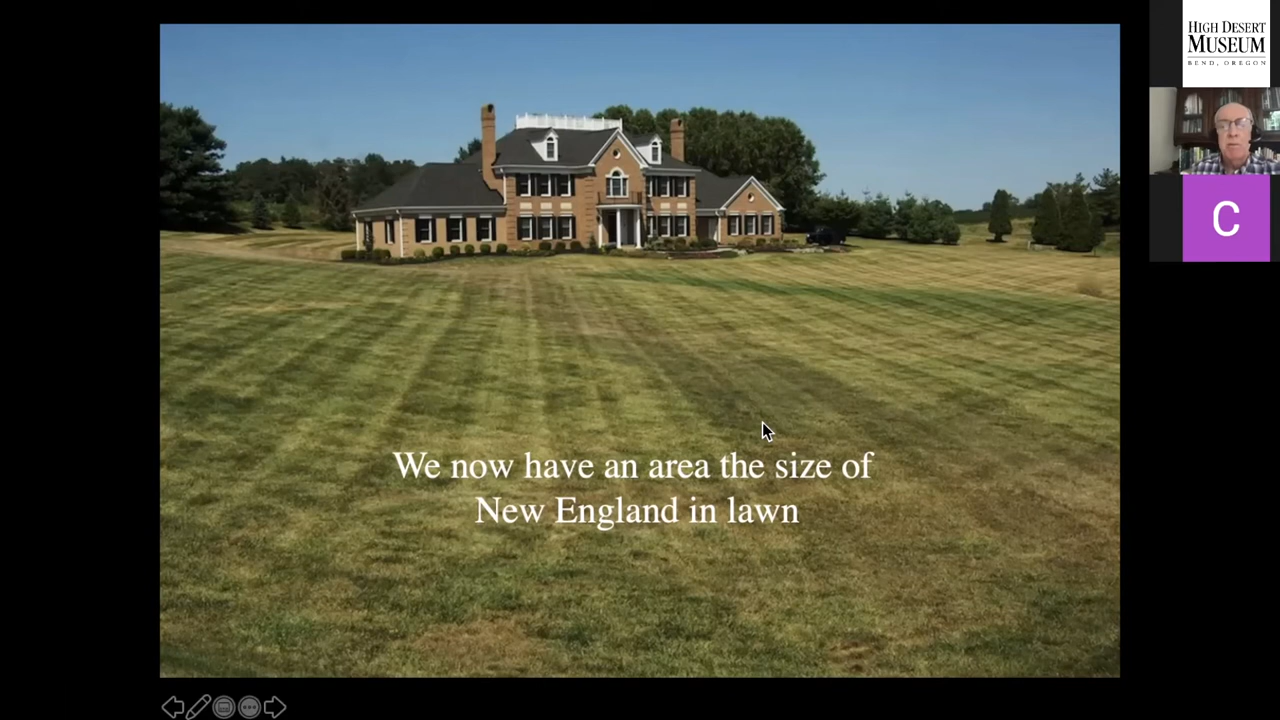 HIGH DESERT
MUSEUM
BEND, OREGON
C
We now have an area the size of
New England in lawn